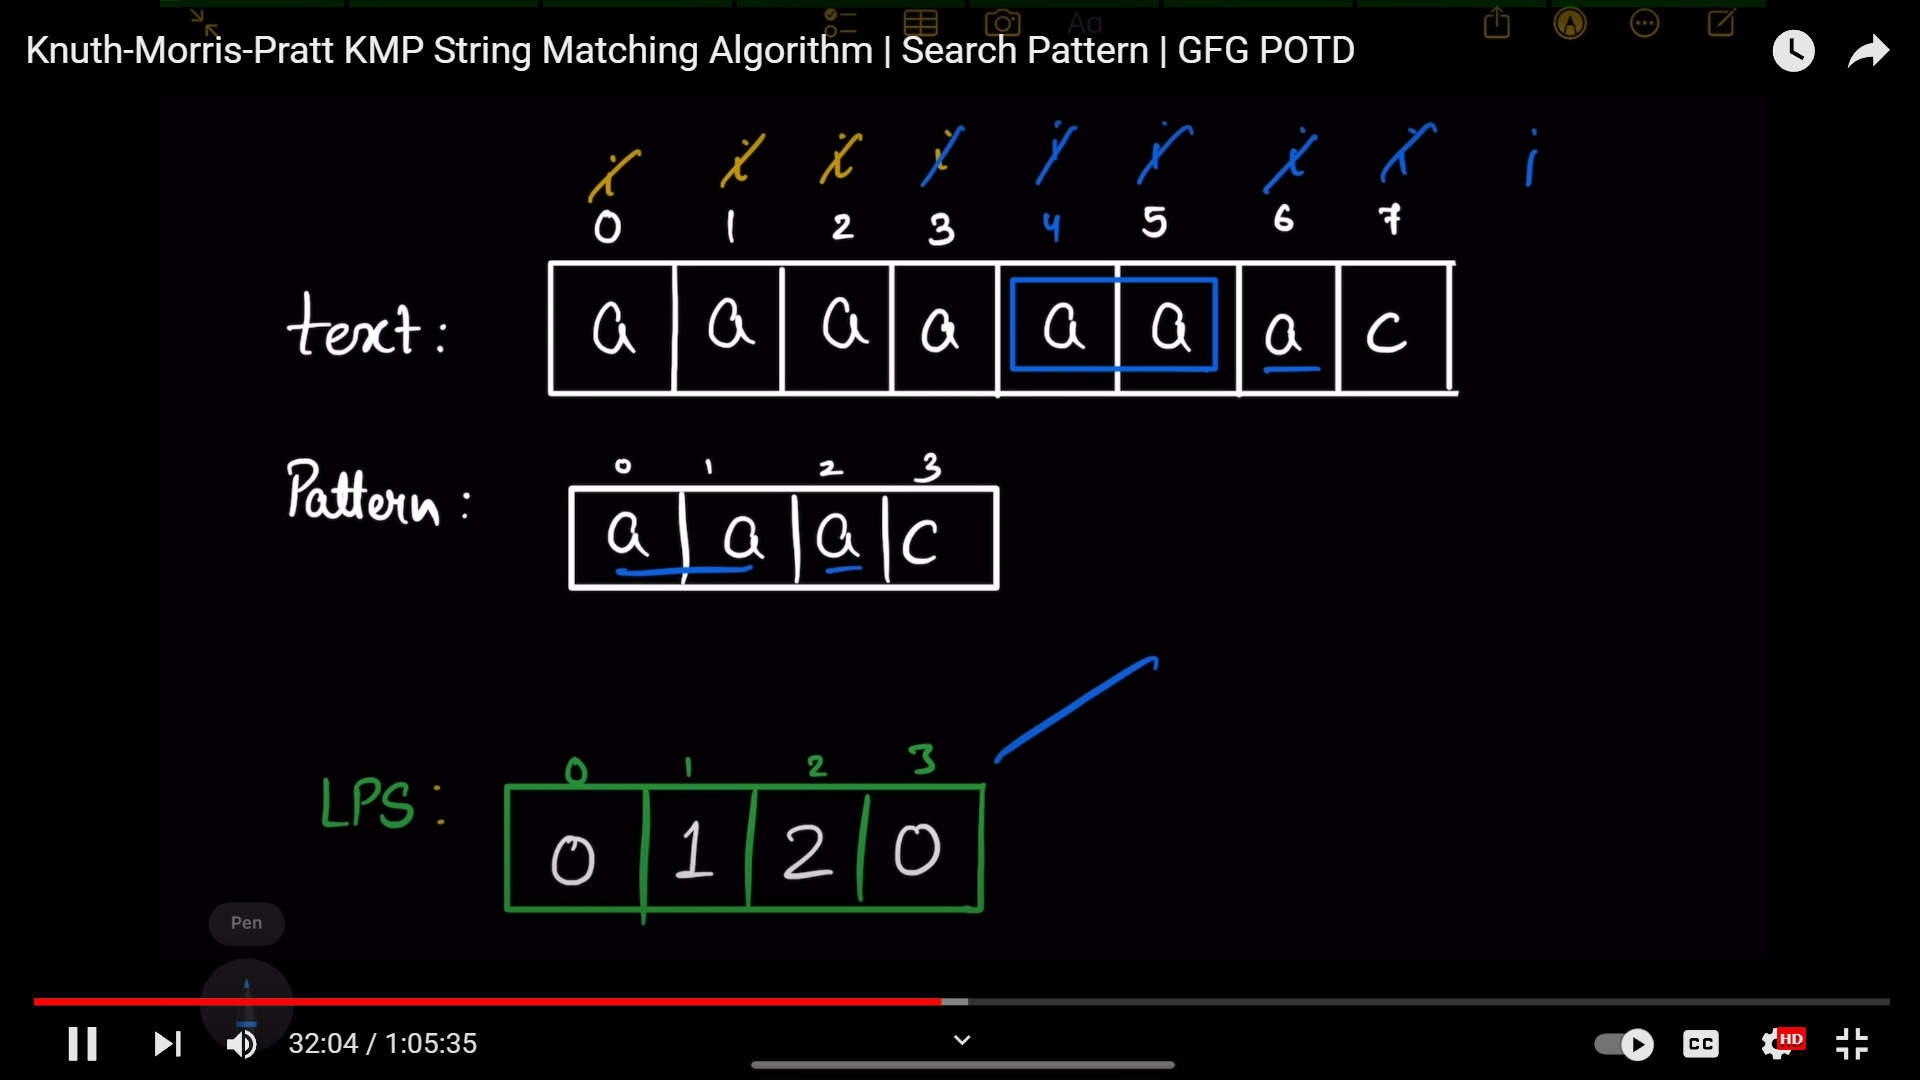 Aa
Knuth-Morris-Pratt KMP String Matching Algorithm | Search Pattern | GFG POTD
i i i i i i i i i
0 1 2 3 4 5 6 7
text: a a a a a a a c
0 1 2 3
Pattern: a a a c
0 1 2 3
LPS: 0 1 2 0
Pen
32:04 / 1:05:35
CC HD